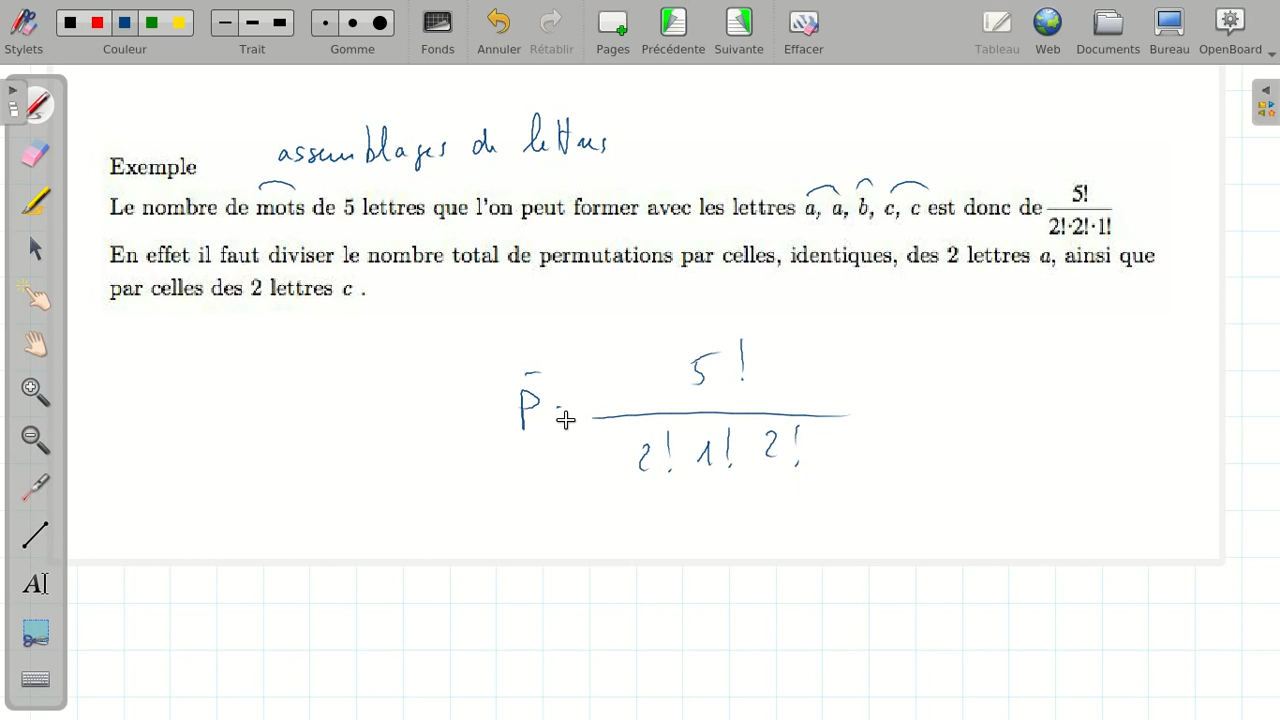 Stylets Couleur Trait Gomme Fonds Annuler Rétablir Pages Précédente Suivante Effacer Tableau Web Documents Bureau OpenBoard
assemblages de lettres
Exemple
Le nombre de mots de 5 lettres que l'on peut former avec les lettres a, a, b, c, c est donc de 5! / 2!·2!·1!
En effet il faut diviser le nombre total de permutations par celles, identiques, des 2 lettres a, ainsi que
par celles des 2 lettres c .
5 !
P̄ =
2! 1! 2!